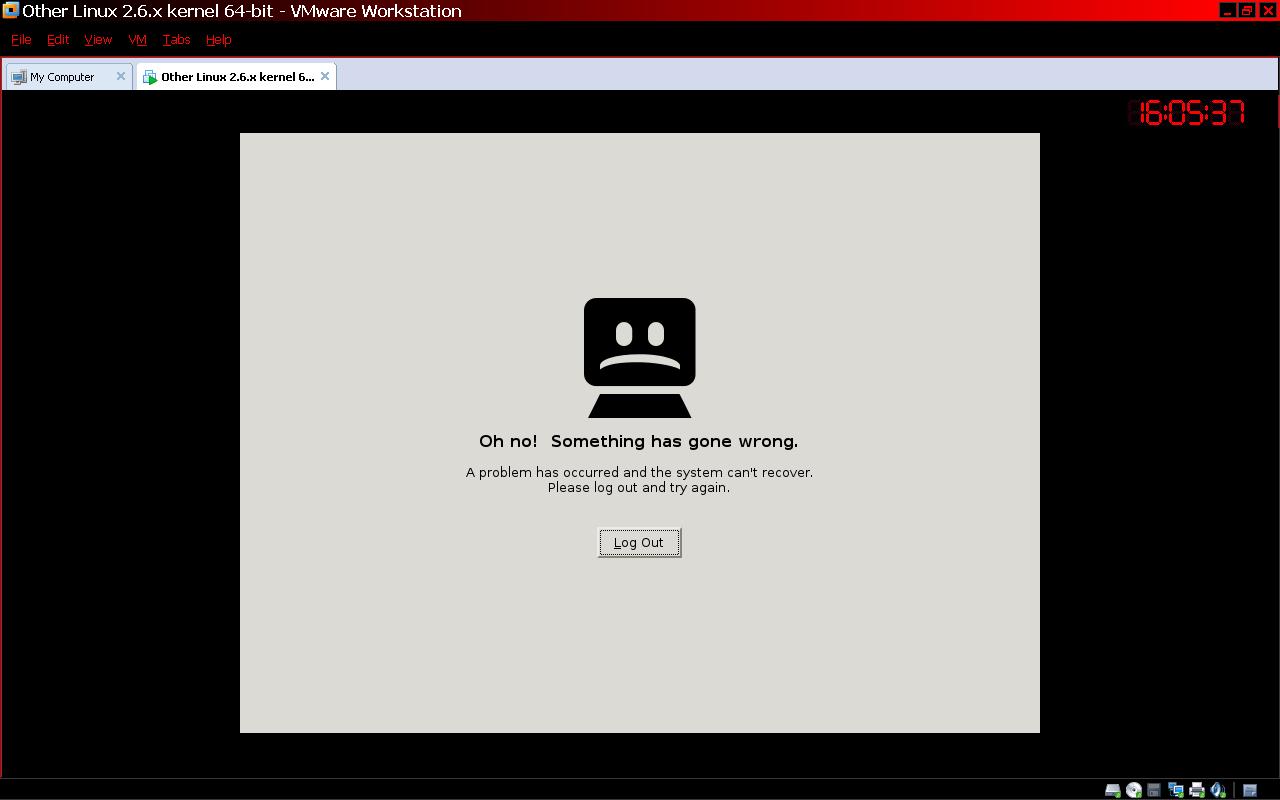 Other Linux 2.6.x kernel 64-bit - VMware Workstation
File Edit View VM Tabs Help
My Computer
Other Linux 2.6.x kernel 6...
16:05:37
Oh no! Something has gone wrong.
A problem has occurred and the system can't recover.
Please log out and try again.
Log Out